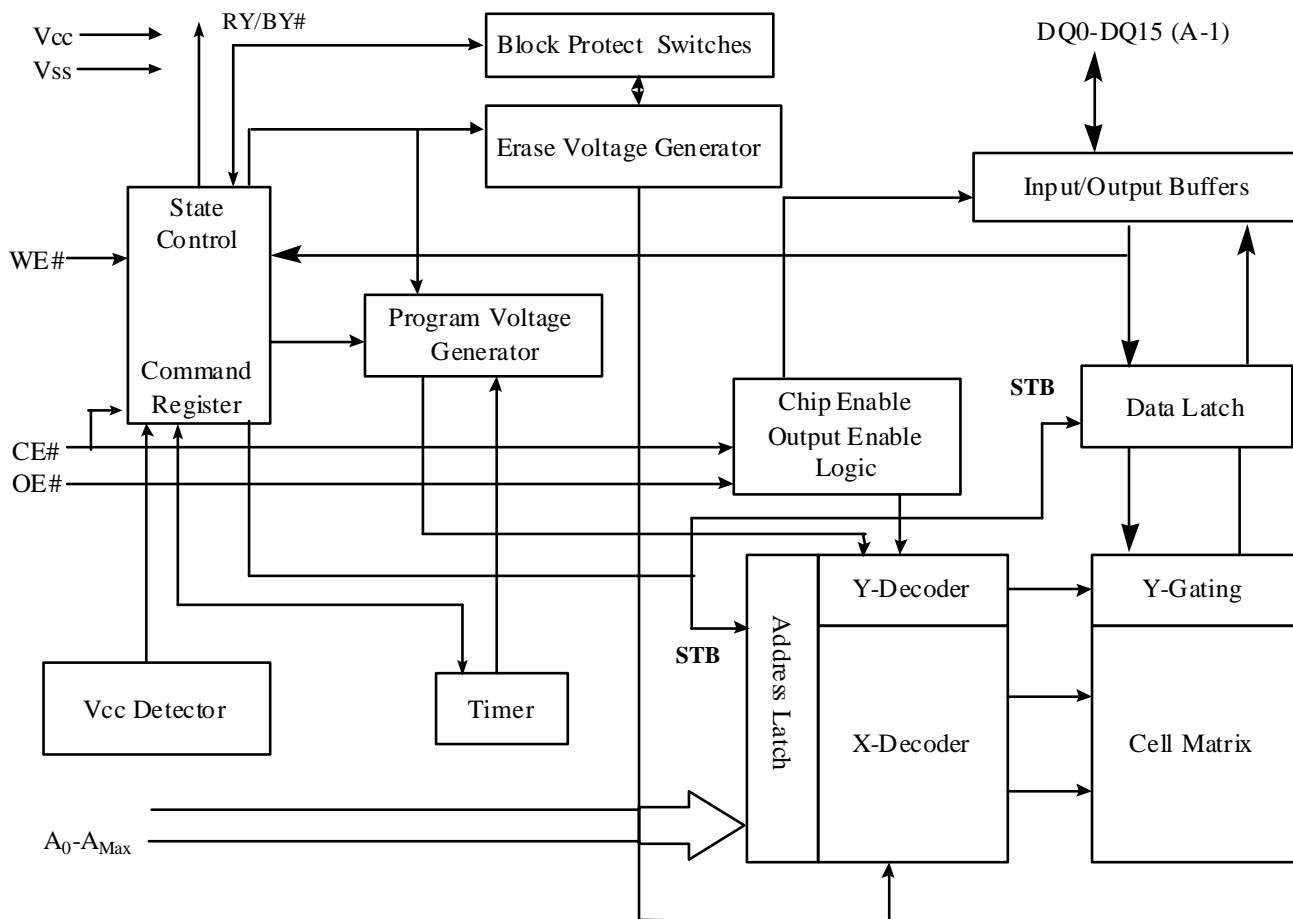 Vcc
Vss
RY/BY#
Block Protect Switches
DQ0-DQ15 (A-1)
Erase Voltage Generator
Input/Output Buffers
State
Control
WE#
Program Voltage
Generator
Command
Register
STB
Chip Enable
Output Enable
Logic
Data Latch
CE#
OE#
Y-Decoder
Y-Gating
STB
Address Latch
Vcc Detector
Timer
X-Decoder
Cell Matrix
A0-AMax